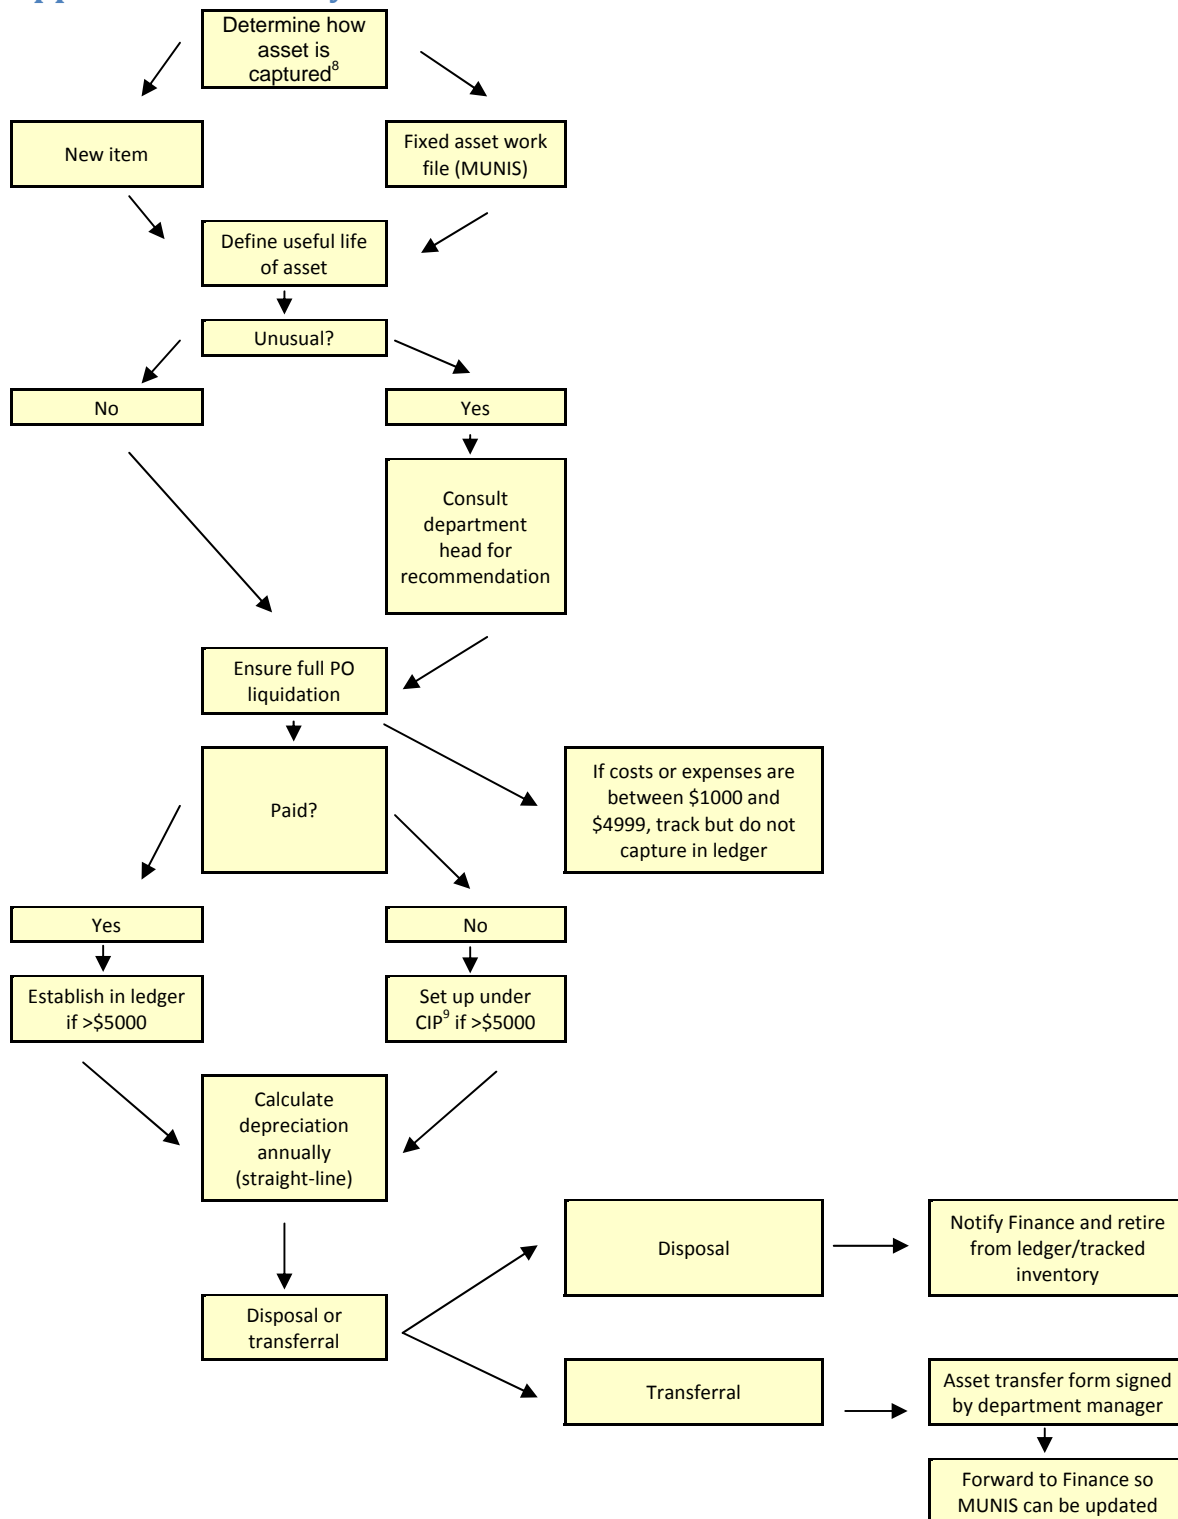 Determine how
asset is
captured8
New item
Fixed asset work
file (MUNIS)
Define useful life
of asset
Unusual?
No
Yes
Consult
department
head for
recommendation
Ensure full PO
liquidation
Paid?
If costs or expenses are
between $1000 and
$4999, track but do not
capture in ledger
Yes
No
Establish in ledger
if >$5000
Set up under
CIP9 if >$5000
Calculate
depreciation
annually
(straight-line)
Disposal
Notify Finance and retire
from ledger/tracked
inventory
Disposal or
transferral
Transferral
Asset transfer form signed
by department manager
Forward to Finance so
MUNIS can be updated